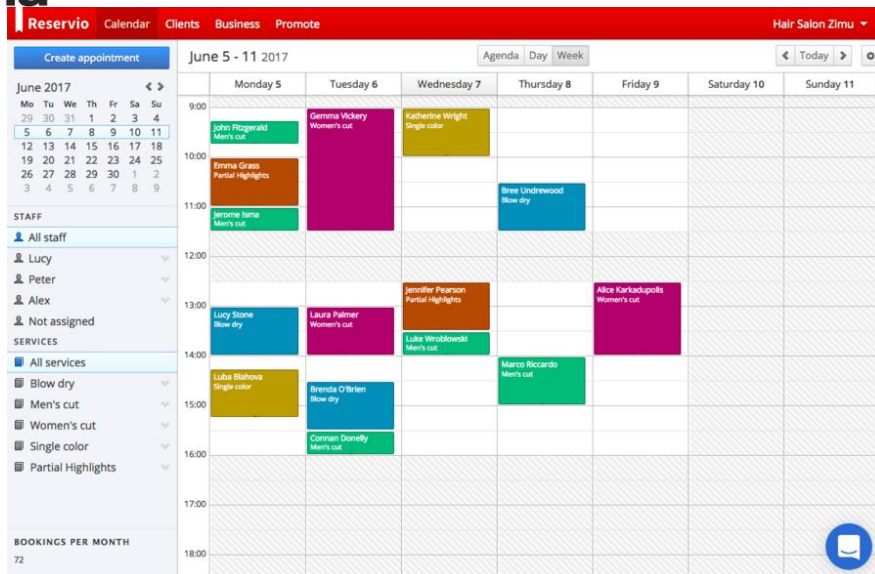 Reservio Calendar Clients Business Promote Hair Salon Zimu
Create appointment
June 5 - 11 2017
Agenda Day Week
Today
June 2017
Mo Tu We Th Fr Sa Su
29 30 31 1 2 3 4
5 6 7 8 9 10 11
12 13 14 15 16 17 18
19 20 21 22 23 24 25
26 27 28 29 30 1 2
3 4 5 6 7 8 9
STAFF
All staff
Lucy
Peter
Alex
Not assigned
SERVICES
All services
Blow dry
Men's cut
Women's cut
Single color
Partial Highlights
BOOKINGS PER MONTH
72
Monday 5 Tuesday 6 Wednesday 7 Thursday 8 Friday 9 Saturday 10 Sunday 11
9:00
10:00
11:00
12:00
13:00
14:00
15:00
16:00
17:00
18:00
John Fitzgerald
Men's cut
Emma Grass
Partial Highlights
Jerome Isma
Men's cut
Lucy Stone
Blow dry
Luba Blahova
Single color
Gemma Vickery
Women's cut
Laura Palmer
Women's cut
Brenda O'Brien
Blow dry
Connan Donelly
Men's cut
Katherine Wright
Single color
Jennifer Pearson
Partial Highlights
Luke Wroblowski
Men's cut
Bree Undrewood
Blow dry
Marco Riccardo
Men's cut
Alice Karkadupolis
Women's cut